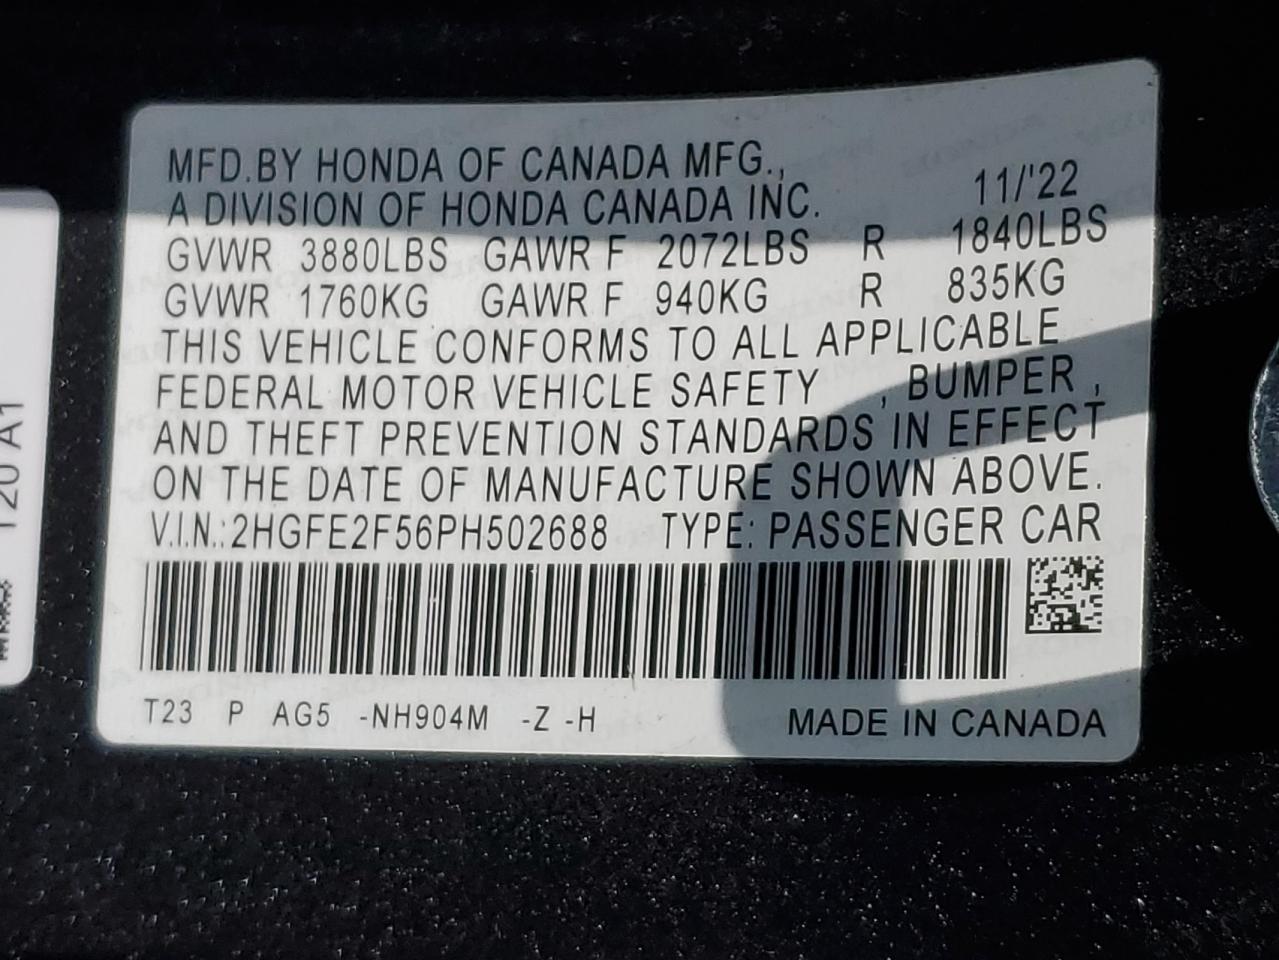 MFD.BY HONDA OF CANADA MFG.,
A DIVISION OF HONDA CANADA INC. 11/'22
GVWR 3880LBS GAWR F 2072LBS R 1840LBS
GVWR 1760KG GAWR F 940KG R 835KG
THIS VEHICLE CONFORMS TO ALL APPLICABLE
FEDERAL MOTOR VEHICLE SAFETY , BUMPER ,
AND THEFT PREVENTION STANDARDS IN EFFECT
ON THE DATE OF MANUFACTURE SHOWN ABOVE.
V.I.N.:2HGFE2F56PH502688 TYPE: PASSENGER CAR
T23 P AG5 -NH904M -Z -H MADE IN CANADA
120 A1